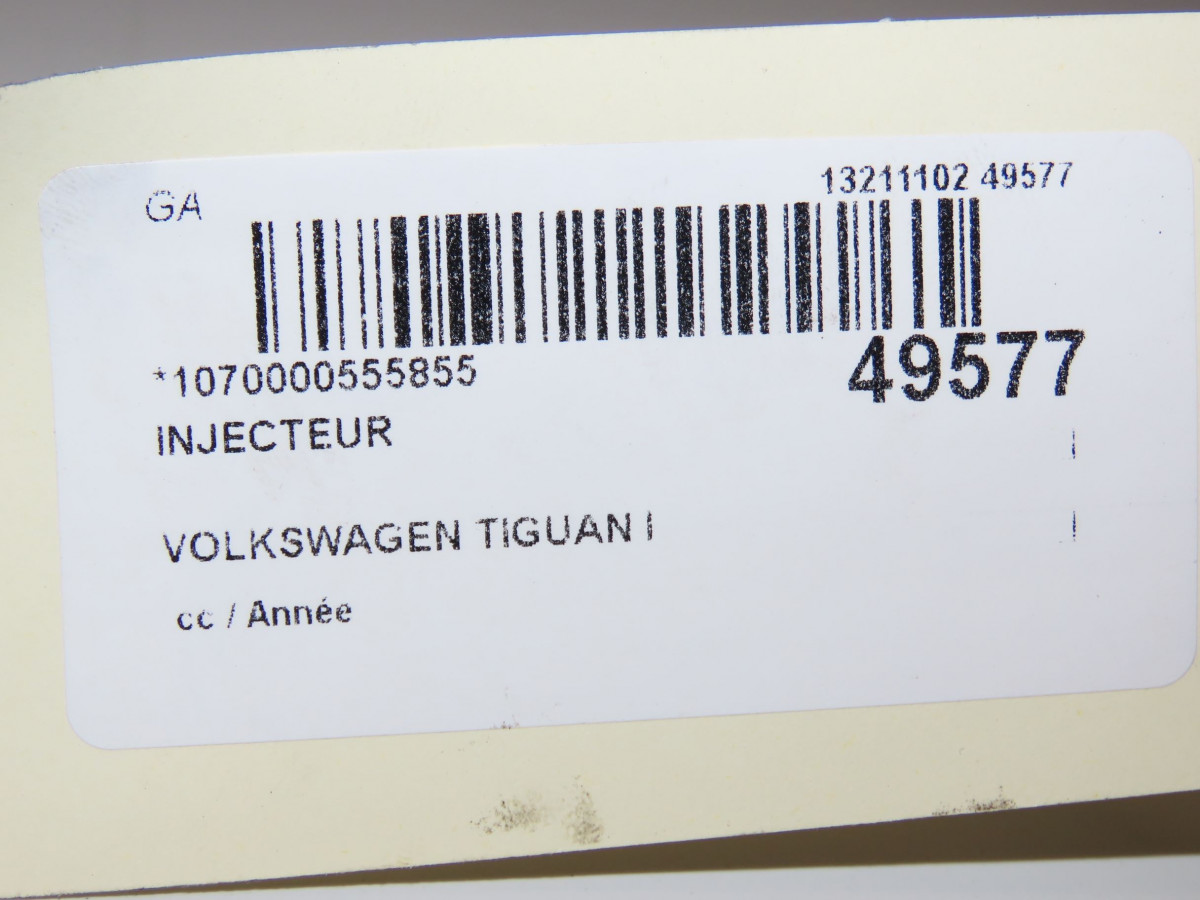 GA
13211102 49577
*1070000555855
49577
INJECTEUR
VOLKSWAGEN TIGUAN I
cc / Année